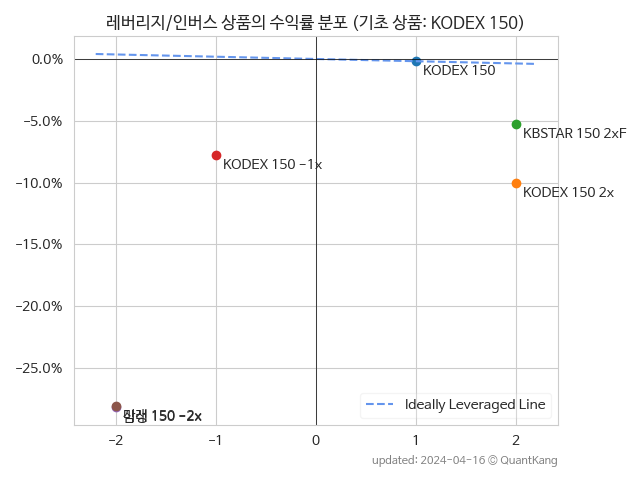 레버리지/인버스 상품의 수익률 분포 (기초 상품: KODEX 150)
0.0%
−5.0%
−10.0%
−15.0%
−20.0%
−25.0%
KODEX 150
KBSTAR 150 2xF
KODEX 150 −1x
KODEX 150 2x
150 −2x
Ideally Leveraged Line
−2
−1
0
1
2
updated: 2024-04-16 © QuantKang